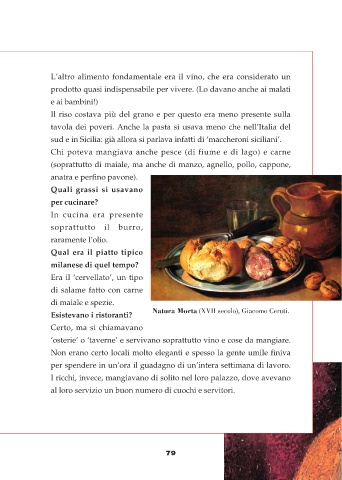 L'altro alimento fondamentale era il vino, che era considerato un
prodotto quasi indispensabile per vivere. (Lo davano anche ai malati
e ai bambini!)
Il riso costava più del grano e per questo era meno presente sulla
tavola dei poveri. Anche la pasta si usava meno che nell'Italia del
sud e in Sicilia: già allora si parlava infatti di 'maccheroni siciliani'.
Chi poteva mangiava anche pesce (di fiume e di lago) e carne
(soprattutto di maiale, ma anche di manzo, agnello, pollo, cappone,
anatra e perfino pavone).
Quali grassi si usavano
per cucinare?
In cucina era presente
soprattutto il burro,
raramente l'olio.
Qual era il piatto tipico
milanese di quel tempo?
Era il 'cervellato', un tipo
di salame fatto con carne
di maiale e spezie.
Esistevano i ristoranti?
Certo, ma si chiamavano
'osterie' o 'taverne' e servivano soprattutto vino e cose da mangiare.
Non erano certo locali molto eleganti e spesso la gente umile finiva
per spendere in un'ora il guadagno di un'intera settimana di lavoro.
I ricchi, invece, mangiavano di solito nel loro palazzo, dove avevano
al loro servizio un buon numero di cuochi e servitori.
Natura Morta (XVII secolo), Giacomo Ceruti.
79